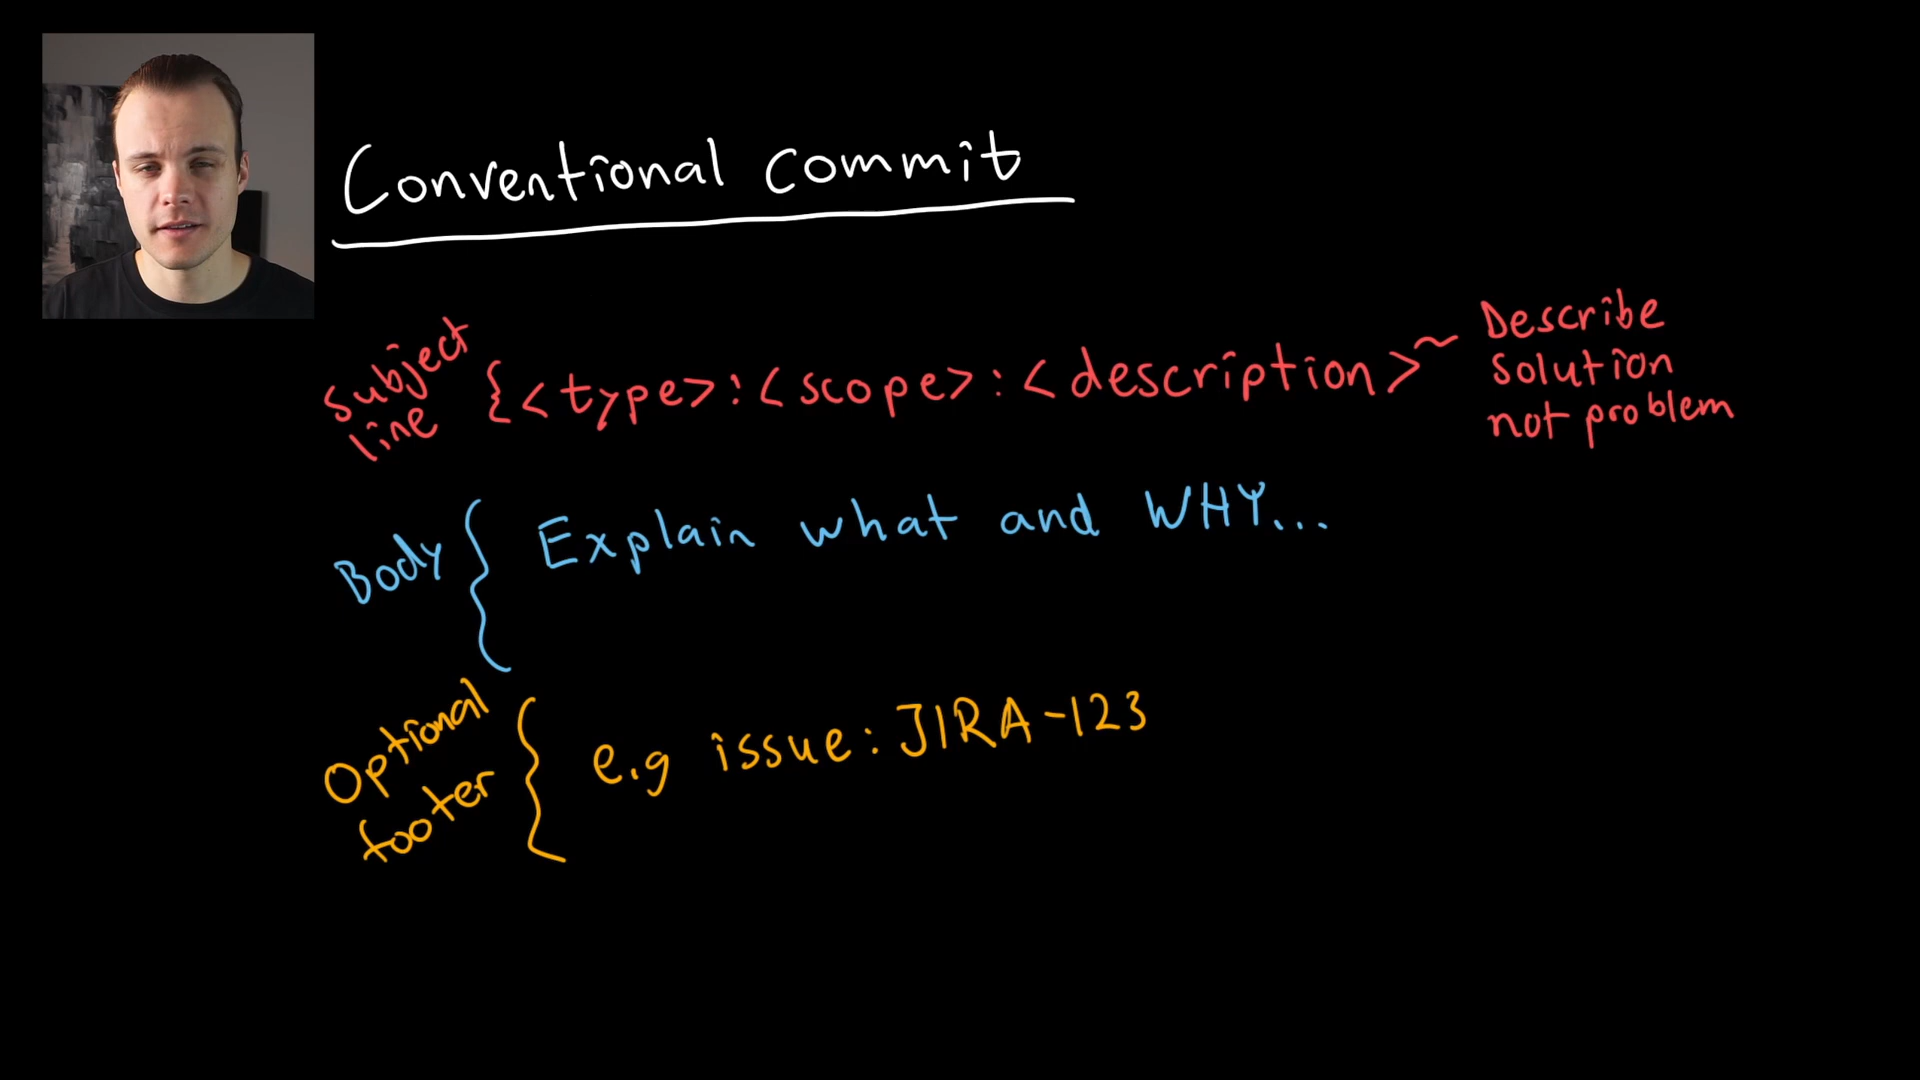 Conventional commit
Subject
line
{<type>:<scope>:<description>~
Describe
solution
not problem
Body
{ Explain what and WHY...
Optional
footer
{ e.g issue: JIRA-123